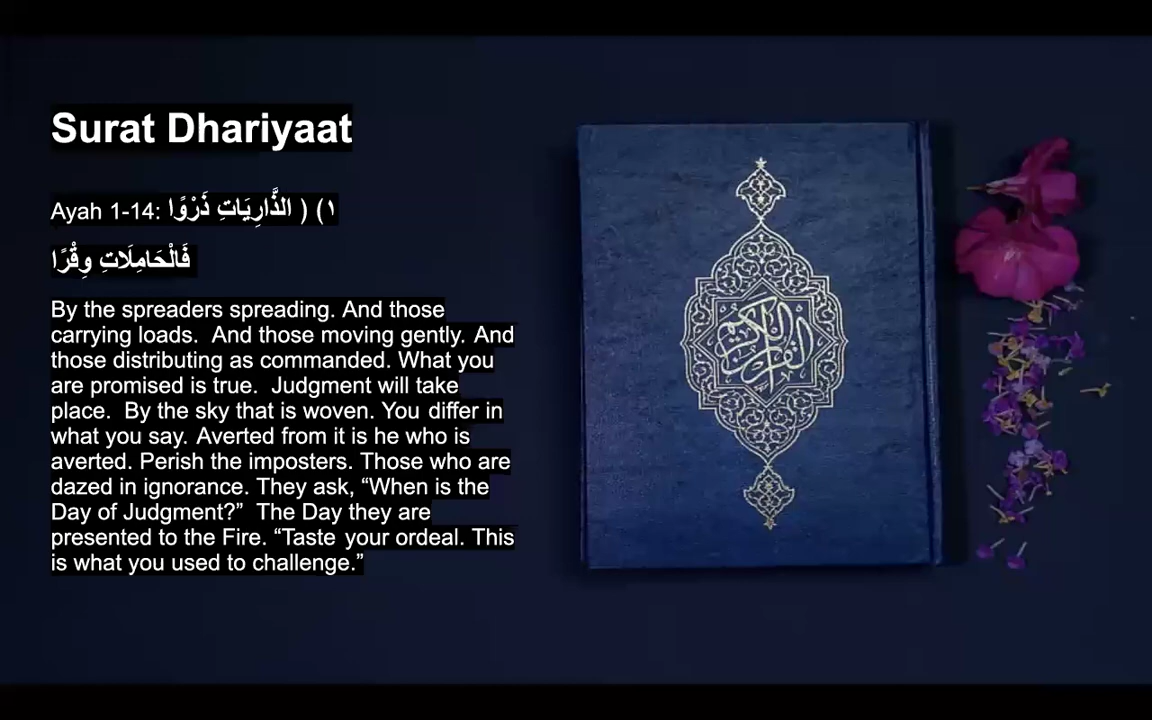 Surat Dhariyaat
Ayah 1-14: الذَّارِيَاتِ ذَرْوًا ) (١
فَالْحَامِلَاتِ وِقْرًا
By the spreaders spreading. And those
carrying loads.  And those moving gently. And
those distributing as commanded. What you
are promised is true.  Judgment will take
place.  By the sky that is woven. You differ in
what you say. Averted from it is he who is
averted. Perish the imposters. Those who are
dazed in ignorance. They ask, “When is the
Day of Judgment?”  The Day they are
presented to the Fire. “Taste your ordeal. This
is what you used to challenge.”
القرآن الكريم